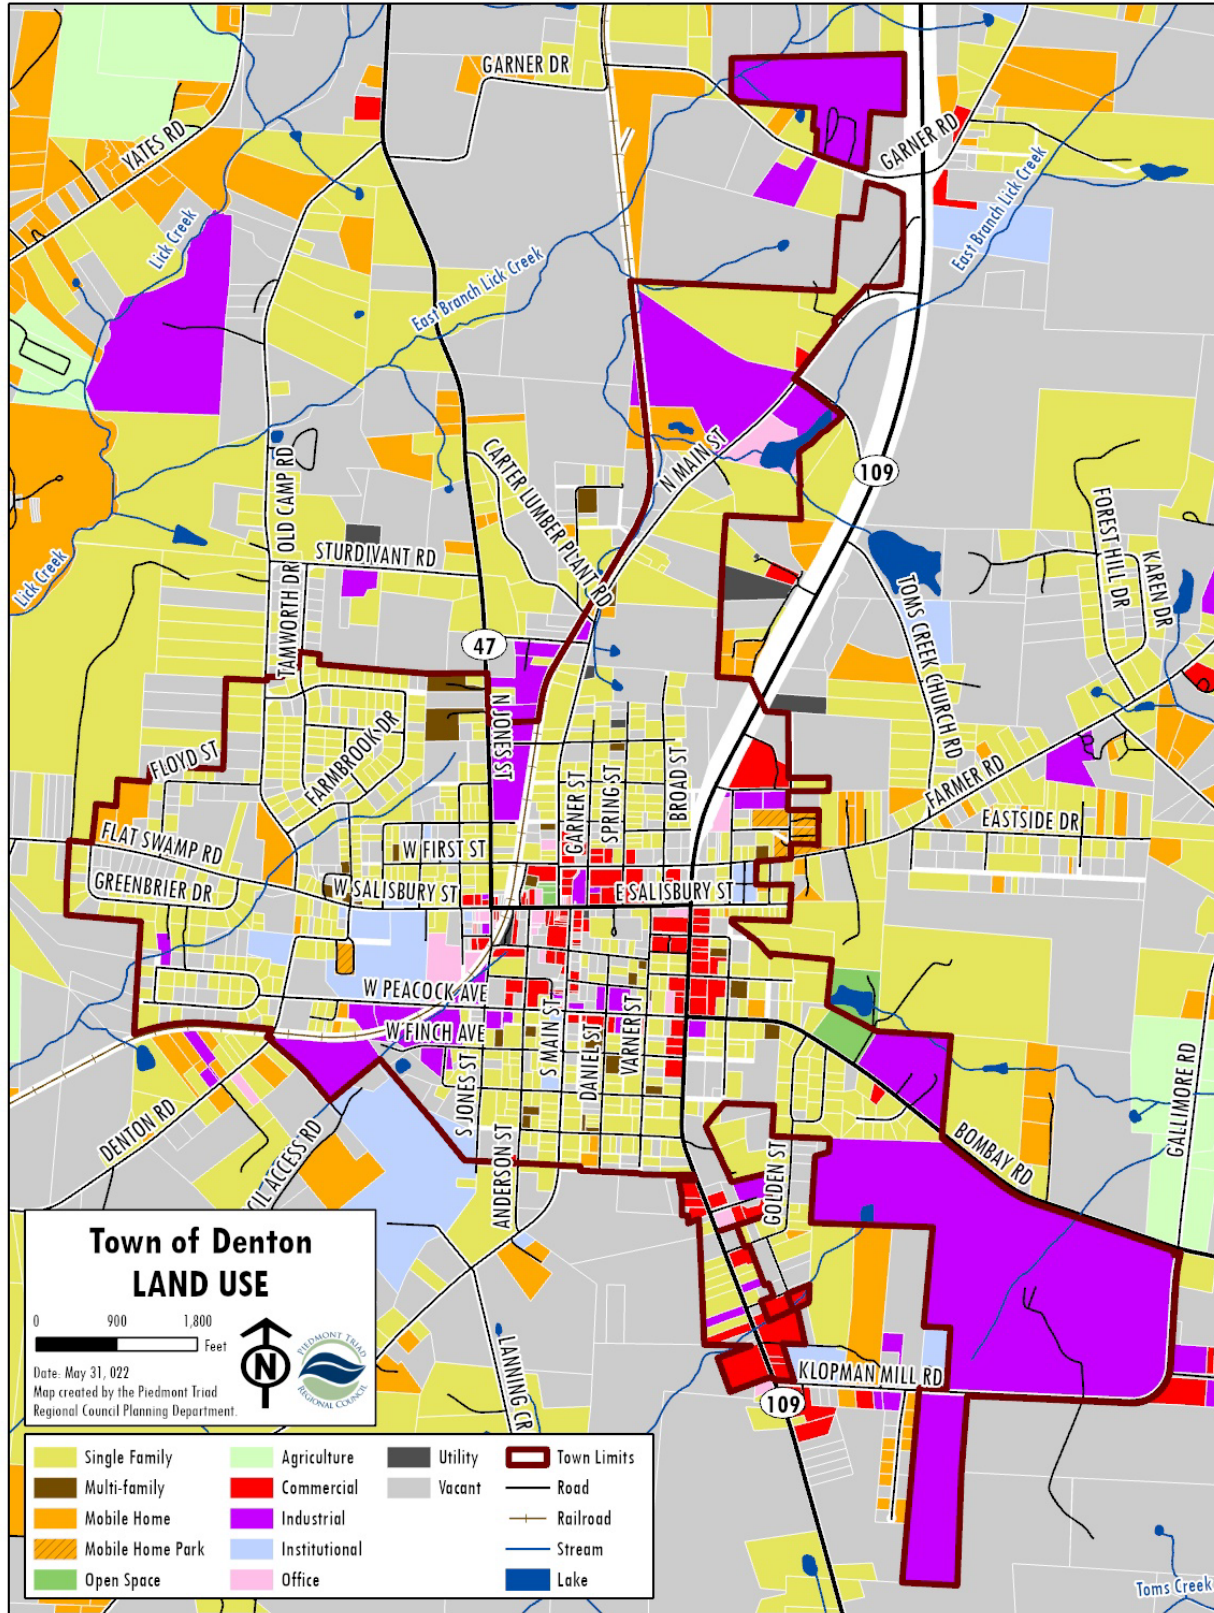 GARNER DR
YATES RD
GARNER RD
Lick Creek
East Branch Lick Creek
East Branch Lick Creek
N MAIN ST
109
CARTER LUMBER PLANT RD
OLD CAMP RD
FOREST HILL DR
KAREN DR
STURDIVANT RD
Lick Creek
TAMWORTH DR
TOMS CREEK CHURCH RD
47
N JONES ST
FLOYD ST
FARMBROOK DR
BROAD ST
GARNER ST
SPRING ST
FARMER RD
EASTSIDE DR
FLAT SWAMP RD
W FIRST ST
GREENBRIER DR
W SALISBURY ST
E SALISBURY ST
W PEACOCK AVE
W FINCH AVE
S MAIN ST
VARNER ST
DANIEL ST
S JONES ST
DENTON RD
CIL ACCESS RD
ANDERSON ST
GOLDEN ST
BOMBAY RD
GALLIMORE RD
LANNING CR
KLOPMAN MILL RD
109
Toms Creek
Town of Denton
LAND USE
0 900 1,800
Feet
N
PIEDMONT TRIAD
REGIONAL COUNCIL
Date: May 31, 022
Map created by the Piedmont Triad
Regional Council Planning Department.
Single Family
Multi-family
Mobile Home
Mobile Home Park
Open Space
Agriculture
Commercial
Industrial
Institutional
Office
Utility
Vacant
Town Limits
Road
Railroad
Stream
Lake